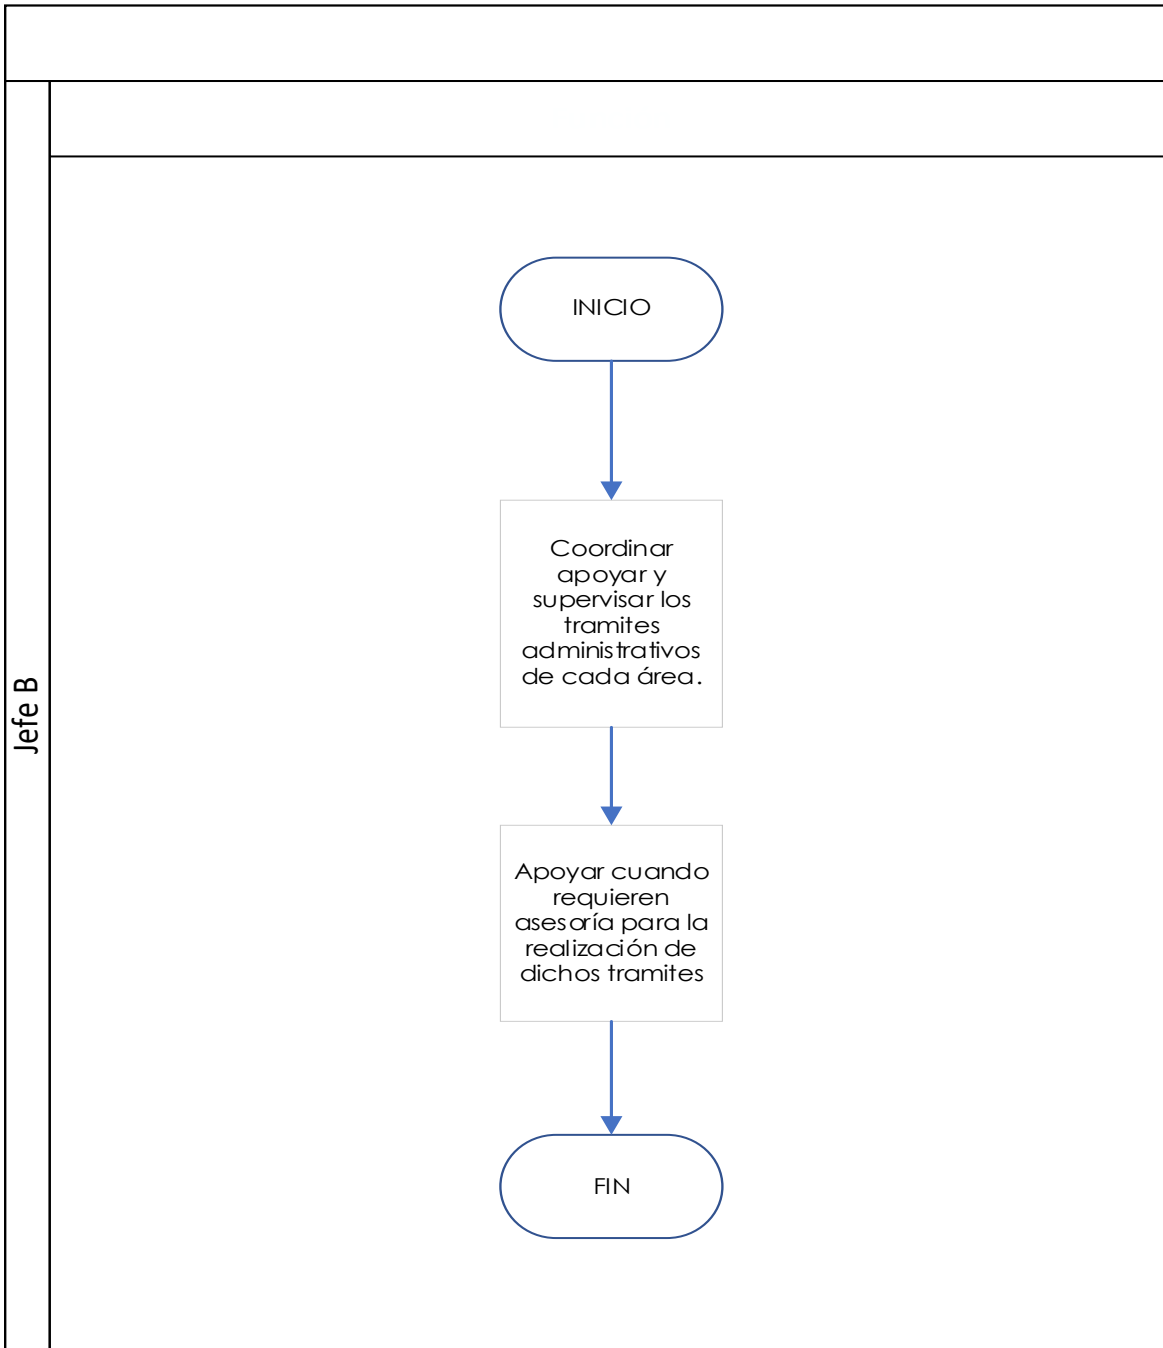 INICIO
Coordinar
apoyar y
supervisar los
tramites
administrativos
de cada área.
Jefe B
Apoyar cuando
requieren
asesoría para la
realización de
dichos tramites
FIN